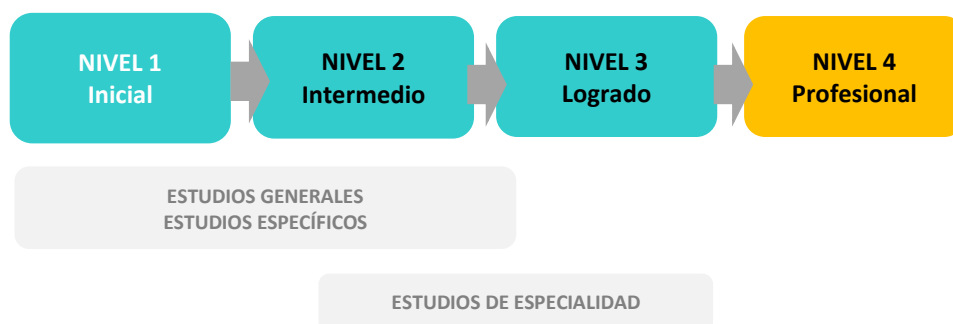 NIVEL 1
Inicial
NIVEL 2
Intermedio
NIVEL 3
Logrado
NIVEL 4
Profesional
ESTUDIOS GENERALES
ESTUDIOS ESPECÍFICOS
ESTUDIOS DE ESPECIALIDAD